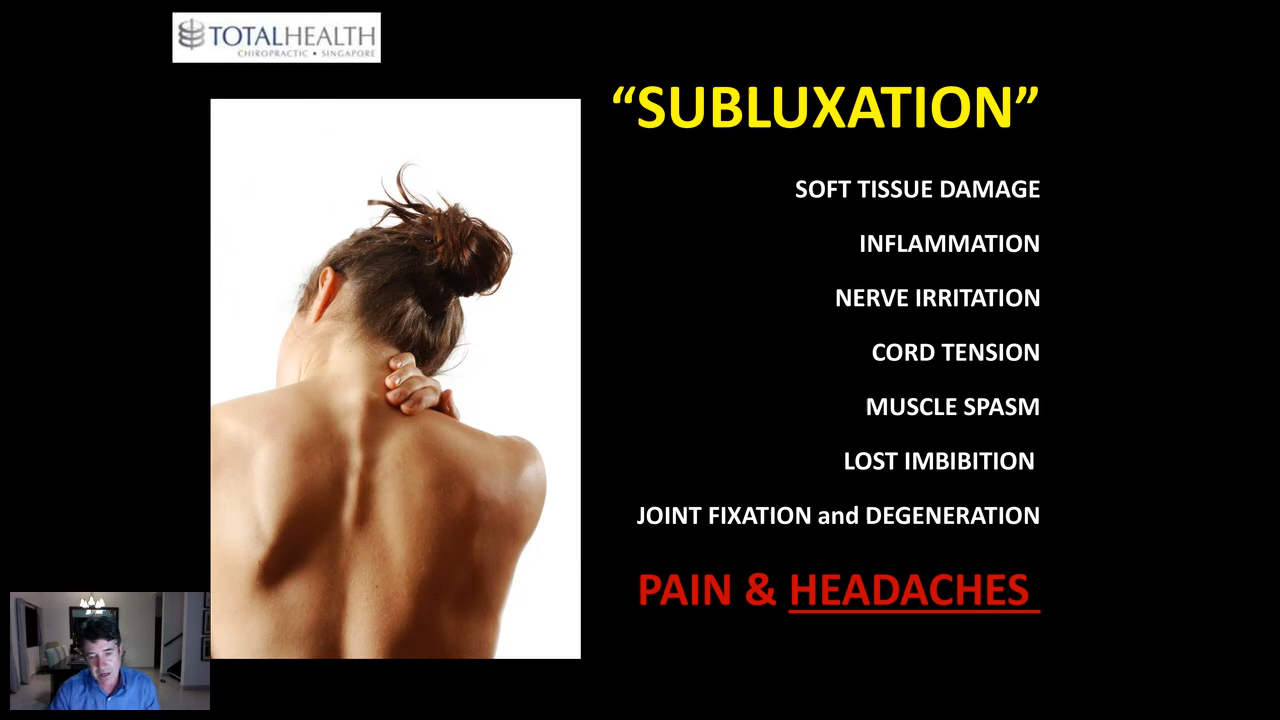 TOTALHEALTH
CHIROPRACTIC • SINGAPORE
“SUBLUXATION”
SOFT TISSUE DAMAGE
INFLAMMATION
NERVE IRRITATION
CORD TENSION
MUSCLE SPASM
LOST IMBIBITION
JOINT FIXATION and DEGENERATION
PAIN & HEADACHES